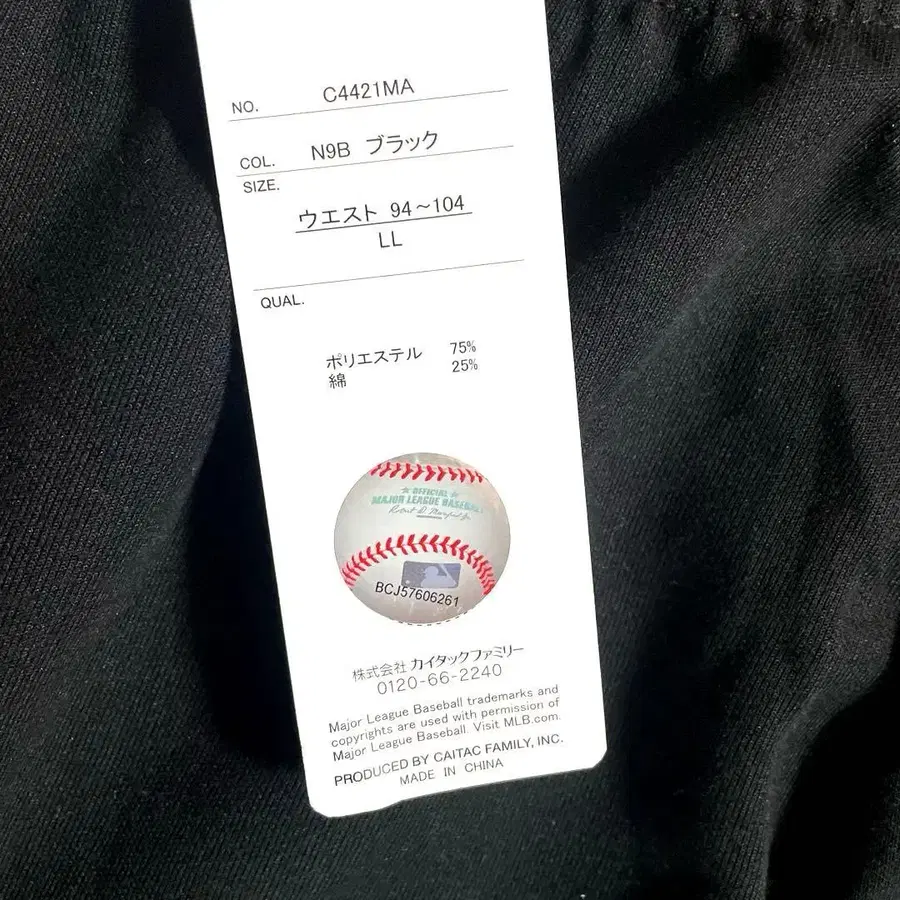 NO. C4421MA
COL. N9B ブラック
SIZE.
ウエスト 94～104
LL
QUAL.
ポリエステル 75%
綿 25%
OFFICIAL
MAJOR LEAGUE BASEBALL
BCJ57606261
株式会社 カイタックファミリー
0120-66-2240
Major League Baseball trademarks and
copyrights are used with permission of
Major League Baseball. Visit MLB.com.
PRODUCED BY CAITAC FAMILY, INC.
MADE IN CHINA